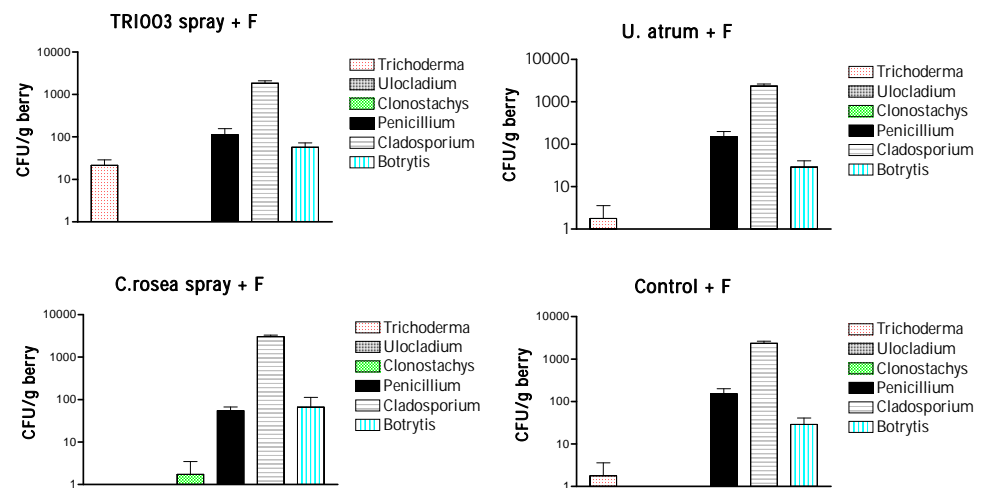 TRI003 spray + F
CFU/g berry
10000
1000
100
10
1
Trichoderma
Ulocladium
Clonostachys
Penicillium
Cladosporium
Botrytis
U. atrum + F
CFU/g berry
10000
1000
100
10
1
Trichoderma
Ulocladium
Clonostachys
Penicillium
Cladosporium
Botrytis
C.rosea spray + F
CFU/g berry
10000
1000
100
10
1
Trichoderma
Ulocladium
Clonostachys
Penicillium
Cladosporium
Botrytis
Control + F
CFU/g berry
10000
1000
100
10
1
Trichoderma
Ulocladium
Clonostachys
Penicillium
Cladosporium
Botrytis